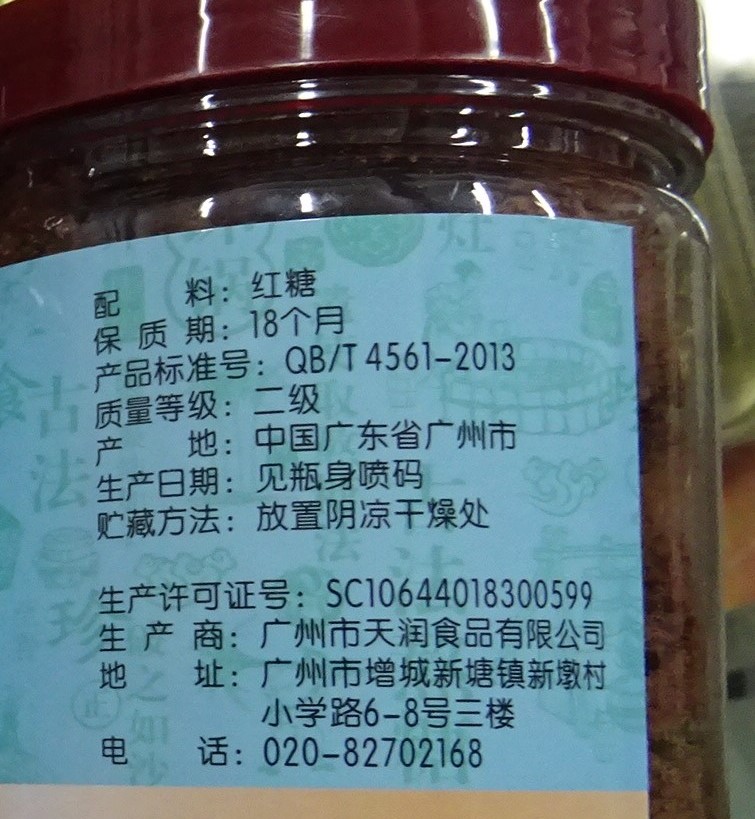 配料：红糖
保质期：18个月
产品标准号：QB/T 4561-2013
质量等级：二级
产地：中国广东省广州市
生产日期：见瓶身喷码
贮藏方法：放置阴凉干燥处
生产许可证号：SC10644018300599
生产商：广州市天润食品有限公司
地址：广州市增城新塘镇新墩村
小学路6-8号三楼
电话：020-82702168